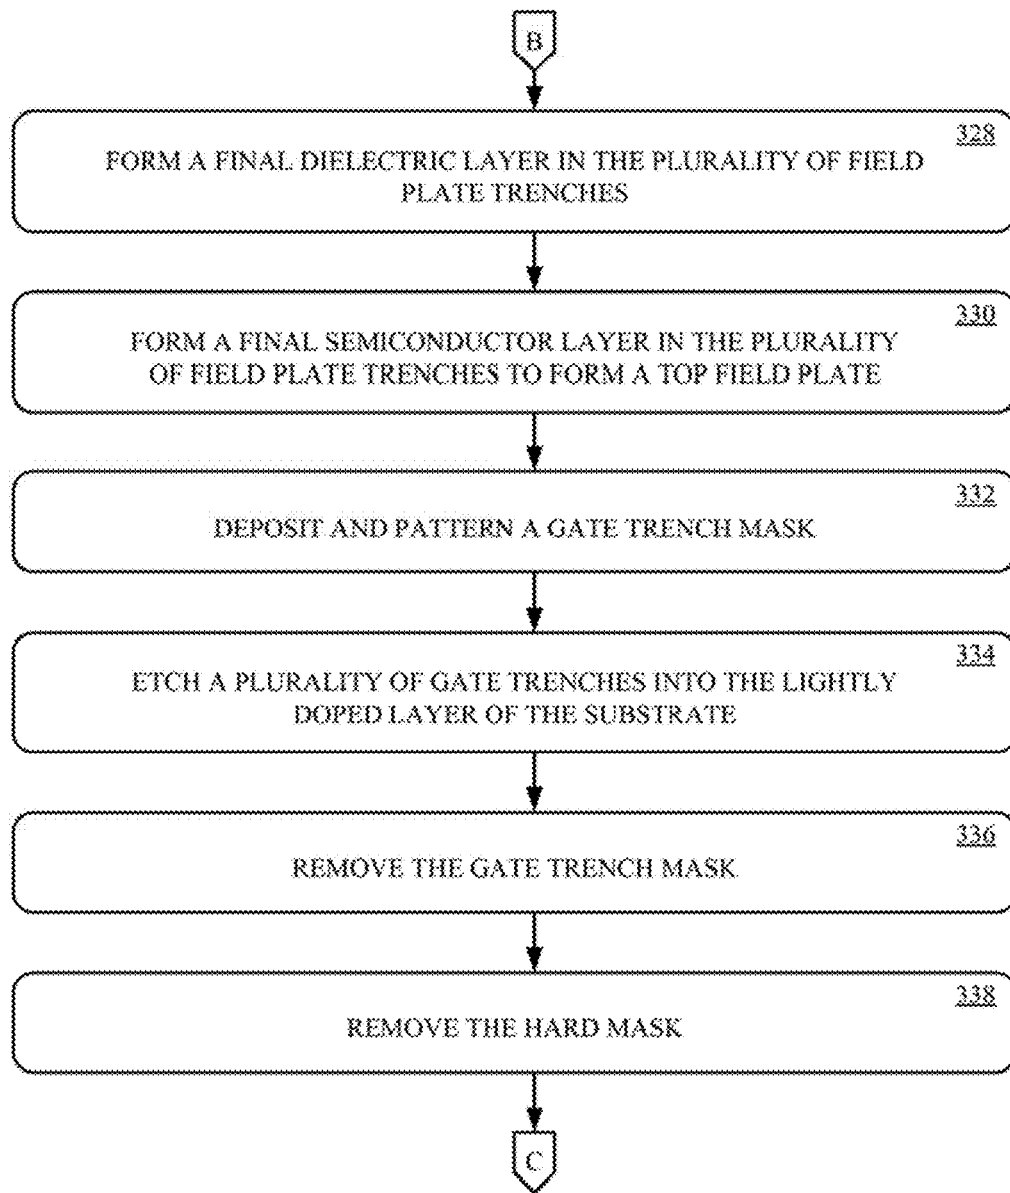 B
328
FORM A FINAL DIELECTRIC LAYER IN THE PLURALITY OF FIELD
PLATE TRENCHES
330
FORM A FINAL SEMICONDUCTOR LAYER IN THE PLURALITY
OF FIELD PLATE TRENCHES TO FORM A TOP FIELD PLATE
332
DEPOSIT AND PATTERN A GATE TRENCH MASK
334
ETCH A PLURALITY OF GATE TRENCHES INTO THE LIGHTLY
DOPED LAYER OF THE SUBSTRATE
336
REMOVE THE GATE TRENCH MASK
338
REMOVE THE HARD MASK
C